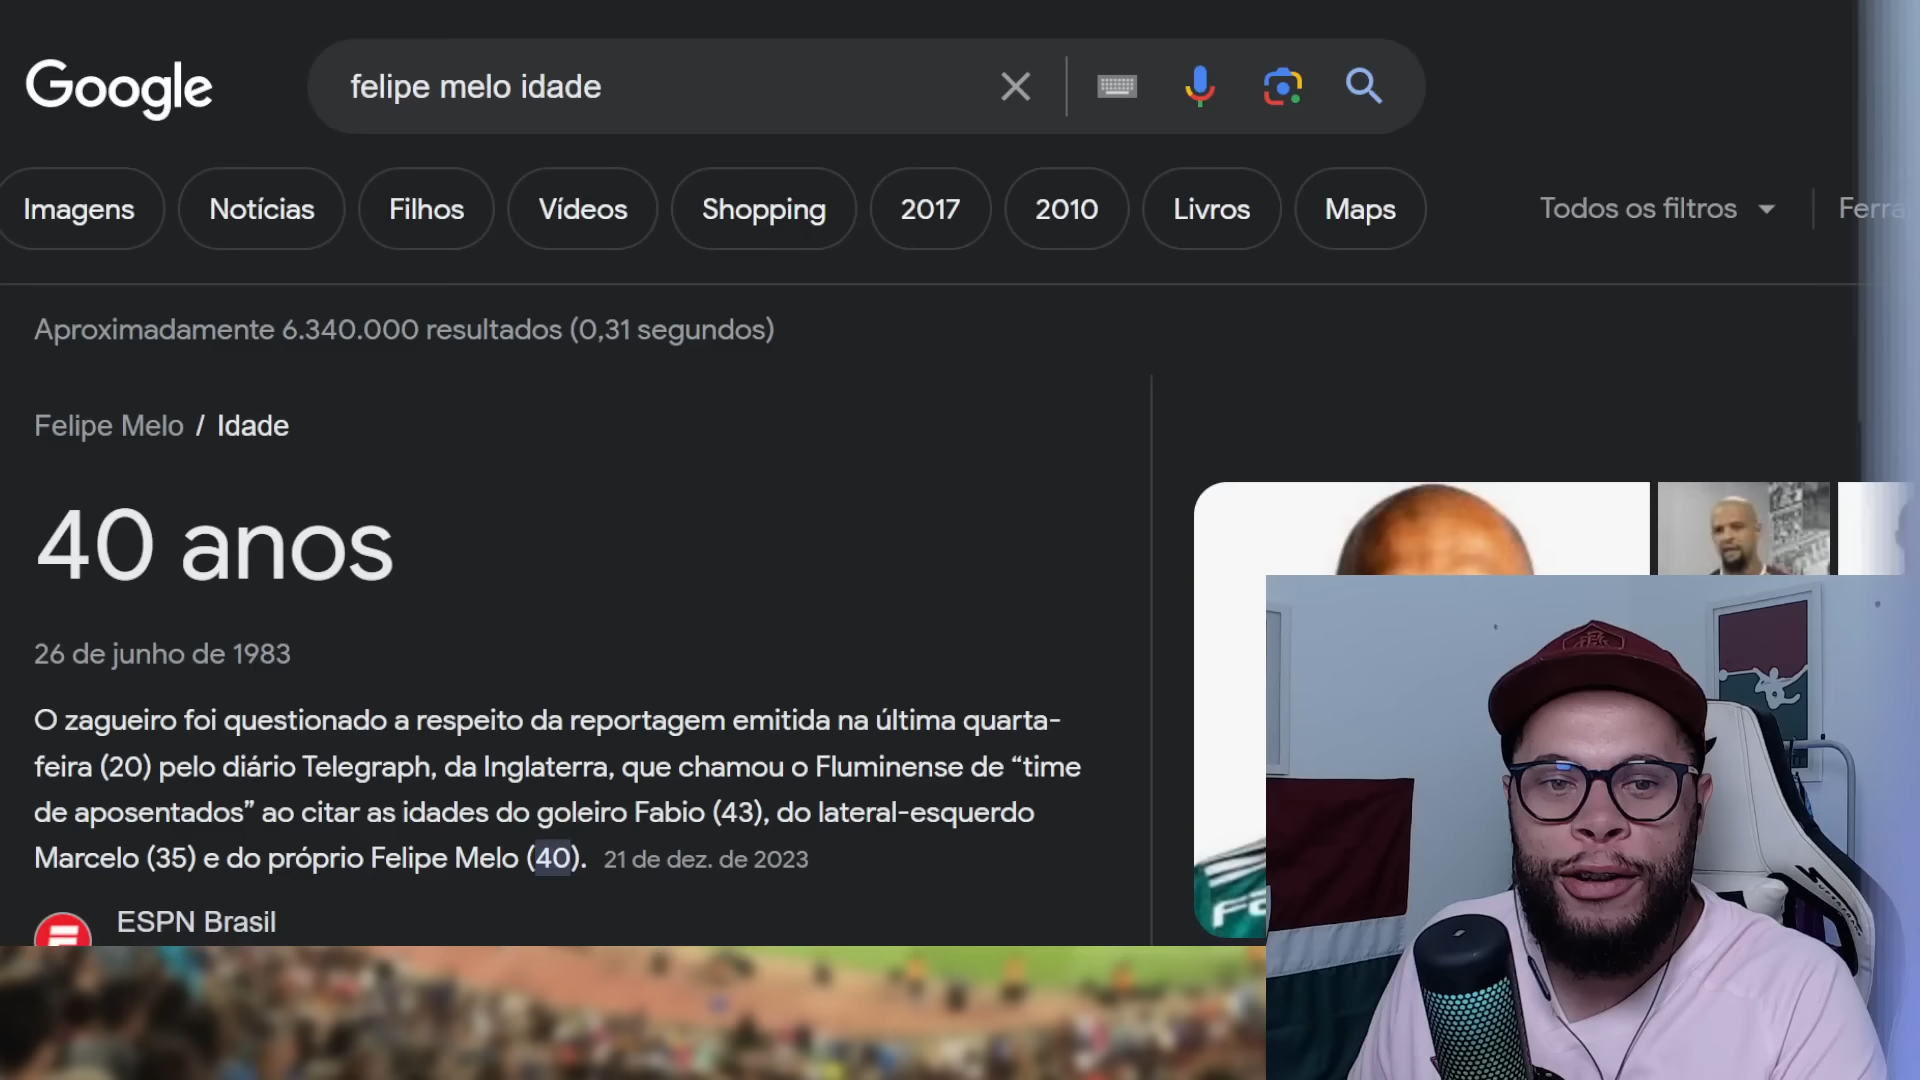 Google
felipe melo idade
Imagens
Notícias
Filhos
Vídeos
Shopping
2017
2010
Livros
Maps
Todos os filtros
Aproximadamente 6.340.000 resultados (0,31 segundos)
Felipe Melo / Idade
40 anos
26 de junho de 1983
O zagueiro foi questionado a respeito da reportagem emitida na última quarta-
feira (20) pelo diário Telegraph, da Inglaterra, que chamou o Fluminense de “time
de aposentados” ao citar as idades do goleiro Fabio (43), do lateral-esquerdo
Marcelo (35) e do próprio Felipe Melo (40). 21 de dez. de 2023
ESPN Brasil